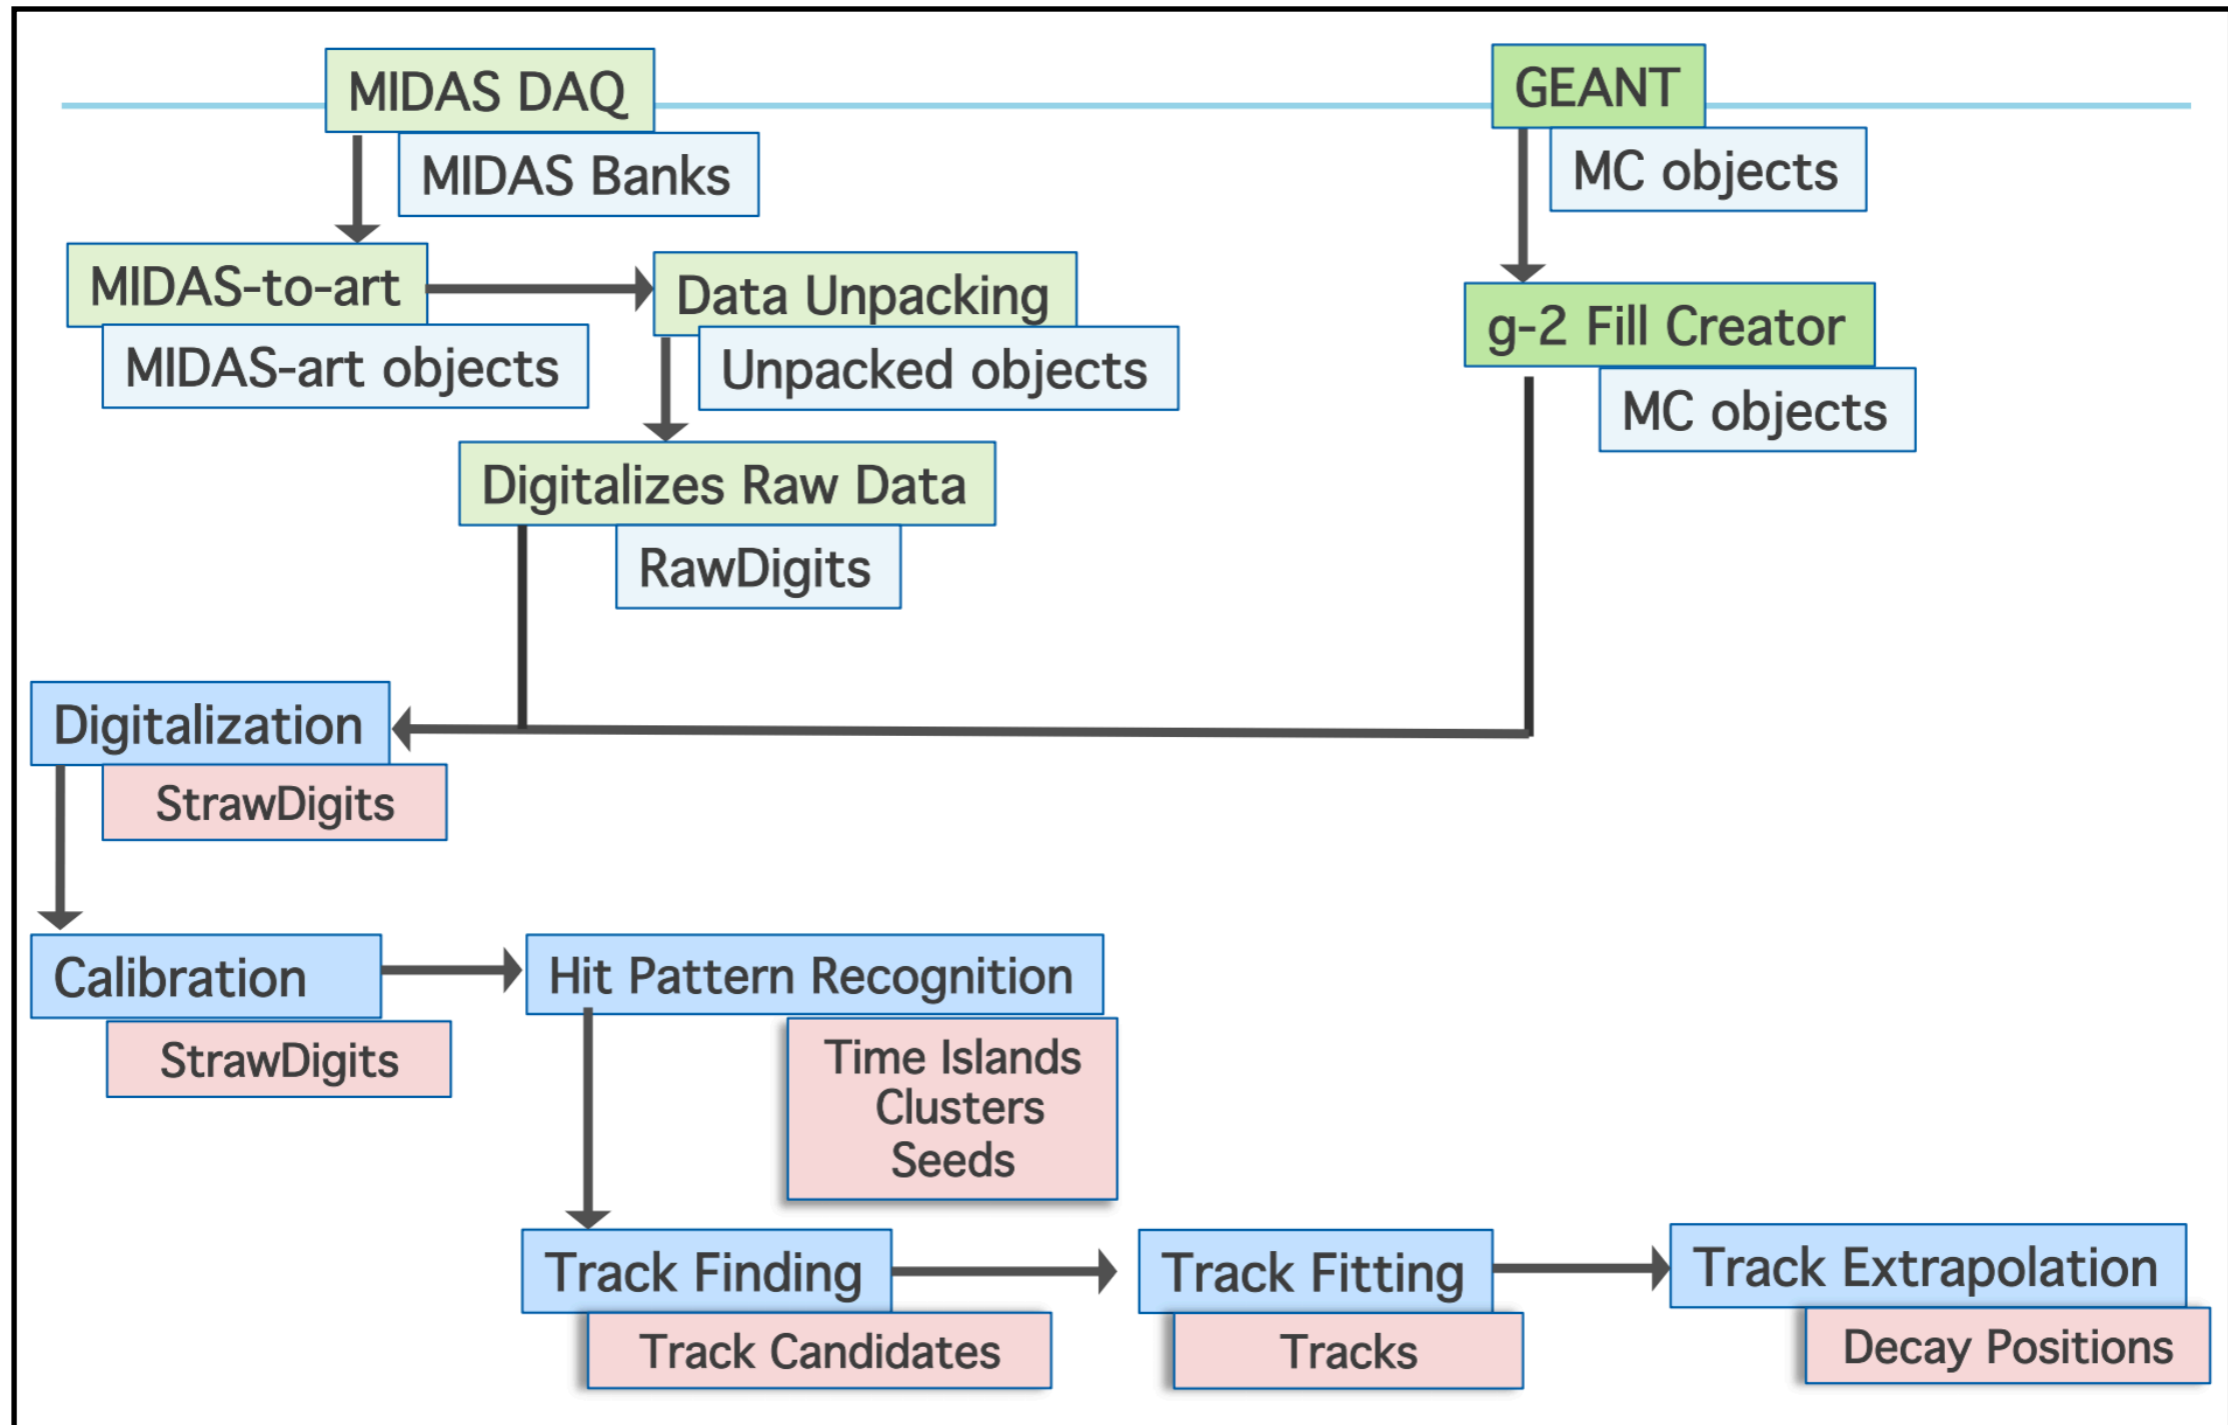 MIDAS DAQ
GEANT
MIDAS Banks
MC objects
MIDAS-to-art
Data Unpacking
g-2 Fill Creator
MIDAS-art objects
Unpacked objects
MC objects
Digitalizes Raw Data
RawDigits
Digitalization
StrawDigits
Calibration
Hit Pattern Recognition
StrawDigits
Time Islands
Clusters
Seeds
Track Finding
Track Fitting
Track Extrapolation
Track Candidates
Tracks
Decay Positions